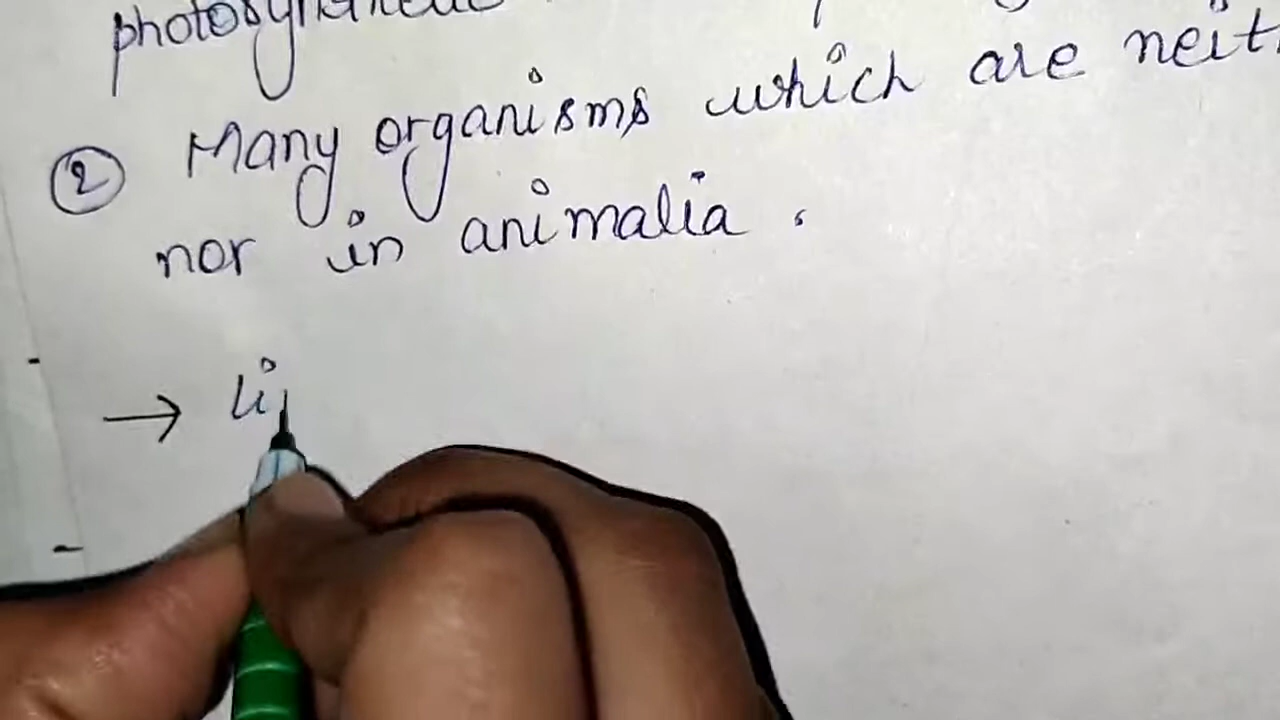 photosynthetic
② Many organisms which are neit
nor in animalia.
→ Li